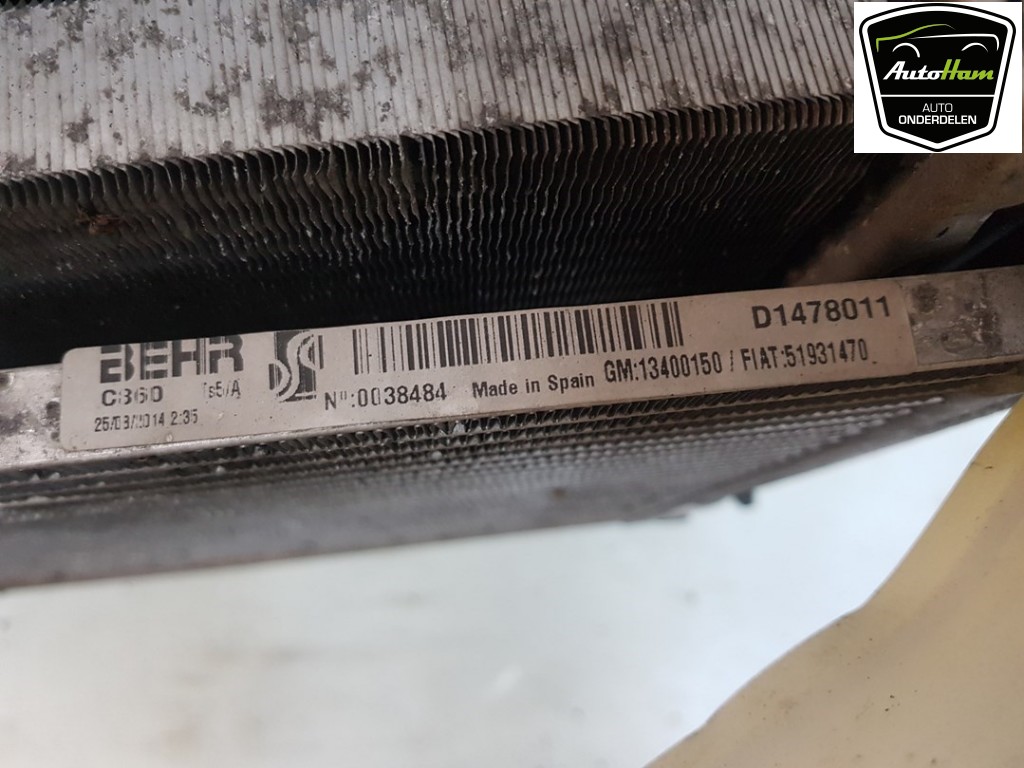 AutoHam
AUTO
ONDERDELEN
BEHR
C360
25/03/2014 2:35
Nº:0038484
Made in Spain
D1478011
GM:13400150 / FIAT:51931470